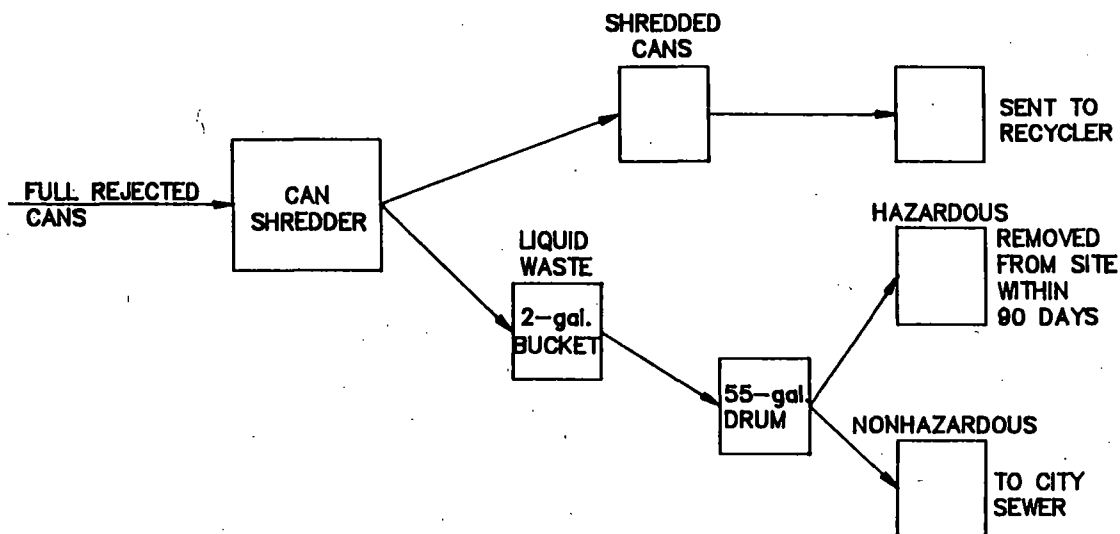 SHREDDED
CANS
SENT TO
RECYCLER
FULL REJECTED
CANS
CAN
SHREDDER
LIQUID
WASTE
2-gal.
BUCKET
55-gal.
DRUM
HAZARDOUS
REMOVED
FROM SITE
WITHIN
90 DAYS
NONHAZARDOUS
TO CITY
SEWER